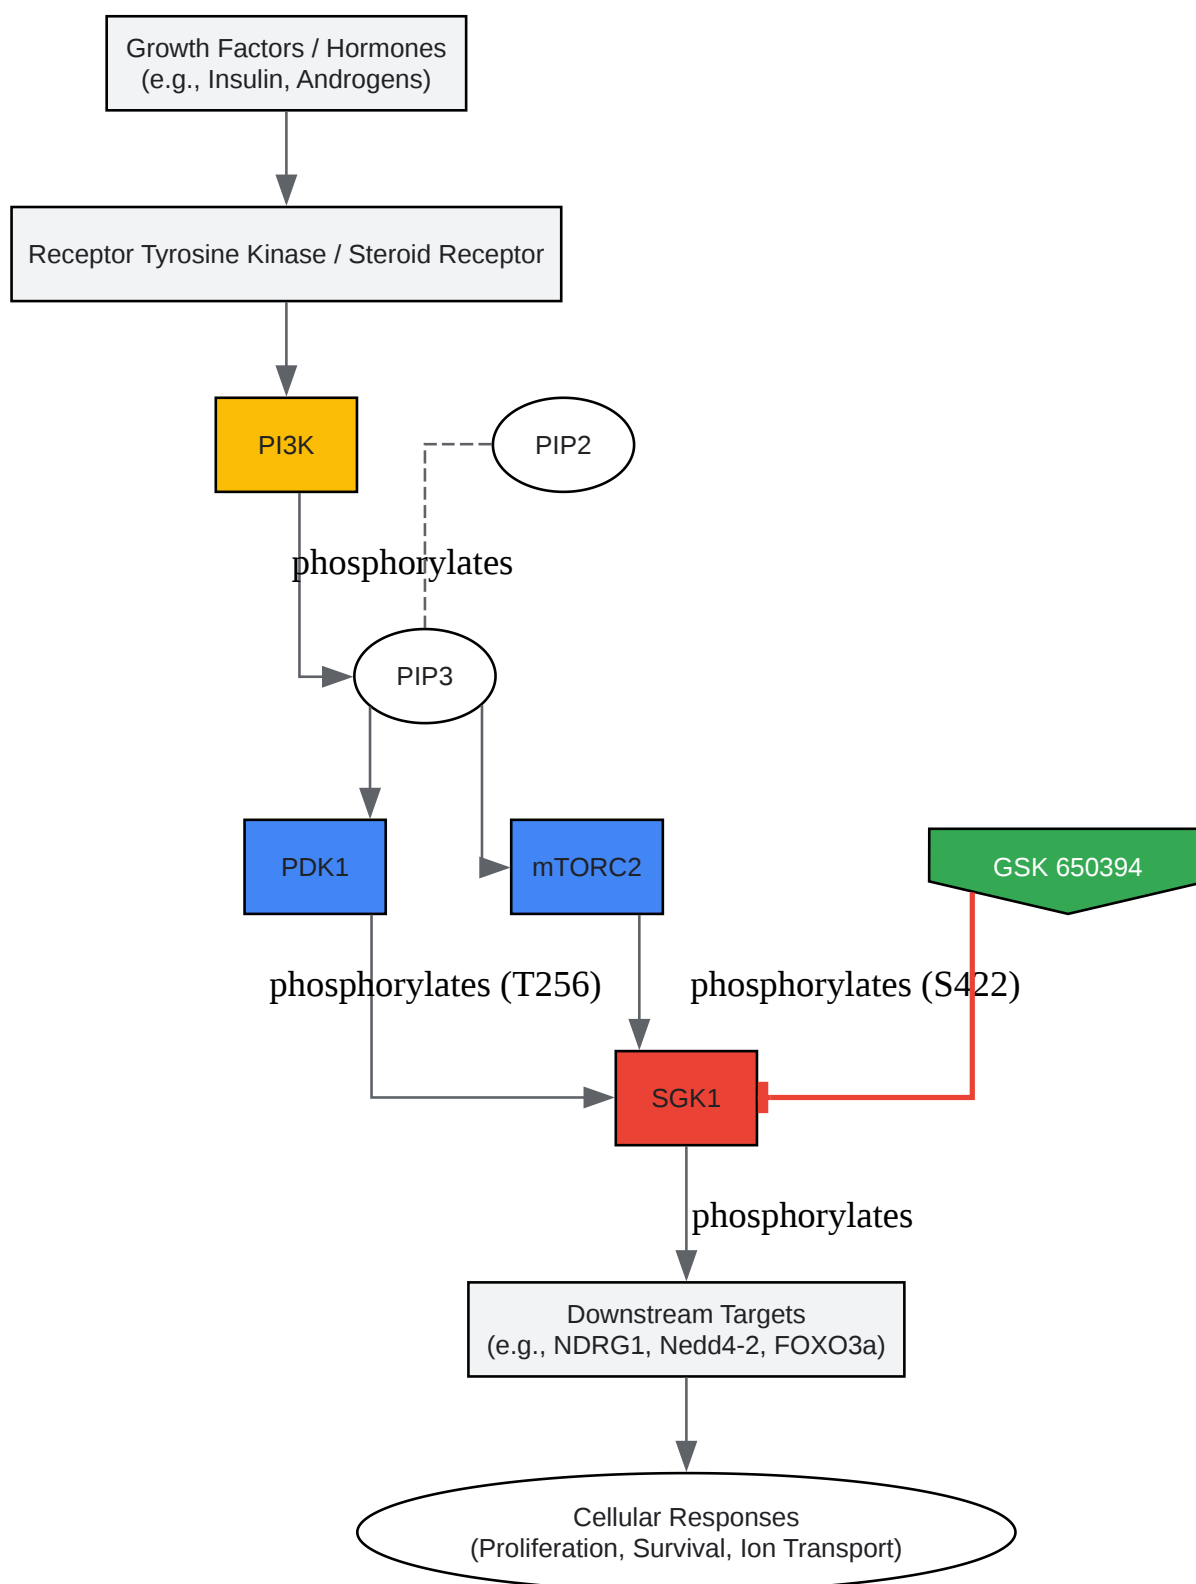 Growth Factors / Hormones
(e.g., Insulin, Androgens)
Receptor Tyrosine Kinase / Steroid Receptor
PI3K
PIP2
phosphorylates
PIP3
PDK1
mTORC2
GSK 650394
phosphorylates (T256)
phosphorylates (S422)
SGK1
phosphorylates
Downstream Targets
(e.g., NDRG1, Nedd4-2, FOXO3a)
Cellular Responses
(Proliferation, Survival, Ion Transport)